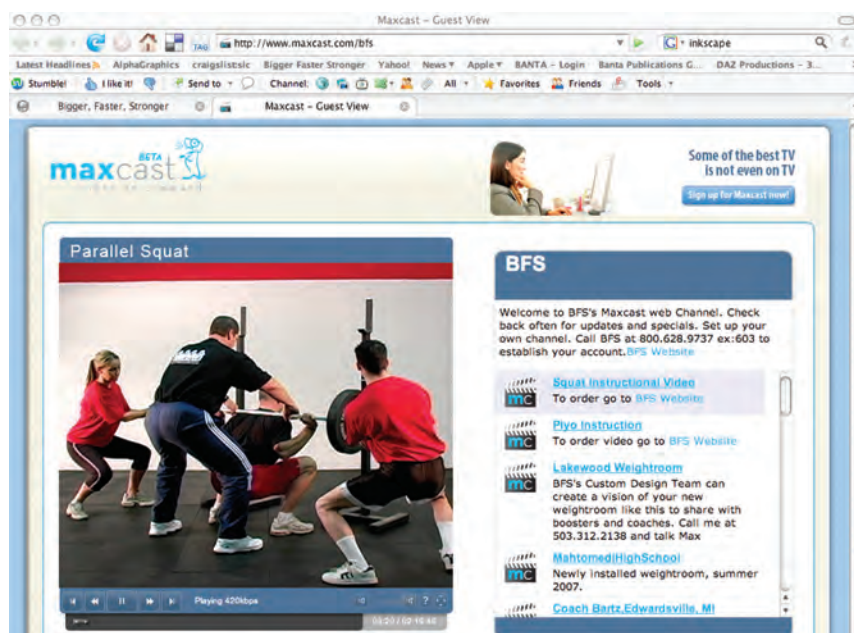 Maxcast – Guest View
http://www.maxcast.com/bfs
inkscape
Latest Headlines AlphaGraphics craigslist:slc Bigger Faster Stronger Yahoo! News Apple BANTA – Login Banta Publications G... DAZ Productions – 3...
Stumble! I like it! Send to Channel: All Favorites Friends Tools
Bigger, Faster, Stronger
Maxcast – Guest View
BETA
maxcast
Some of the best TV
is not even on TV
Sign up for Maxcast now!
Parallel Squat
BFS
Welcome to BFS's Maxcast web Channel. Check
back often for updates and specials. Set up your
own channel. Call BFS at 800.628.9737 ex:603 to
establish your account.BFS Website
mc
Squat Instructional Video
To order go to BFS Website
mc
Plyo Instruction
To order video go to BFS Website
mc
Lakewood Weightroom
BFS's Custom Design Team can
create a vision of your new
weightroom like this to share with
boosters and coaches. Call me at
503.312.2138 and talk Max
mc
MahtomediHighSchool
Newly installed weightroom, summer
2007.
Coach Bartz,Edwardsville, MI
Playing 420kbps
?